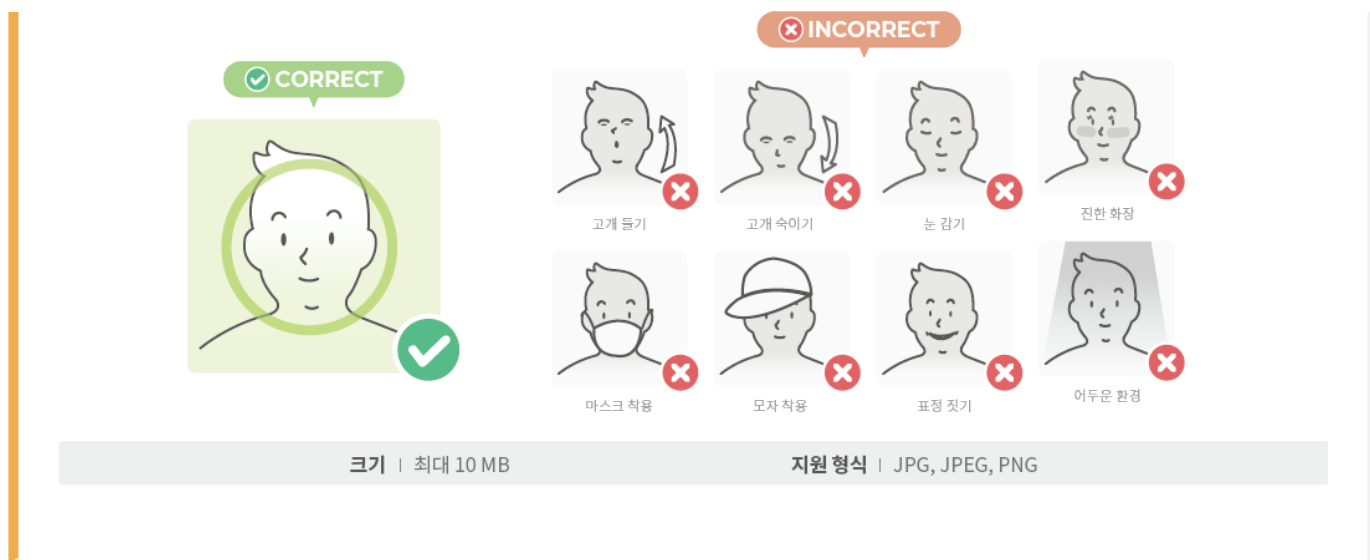 CORRECT
INCORRECT
고개 들기
고개 숙이기
눈 감기
진한 화장
마스크 착용
모자 착용
표정 짓기
어두운 환경
크기 | 최대 10 MB
지원 형식 | JPG, JPEG, PNG